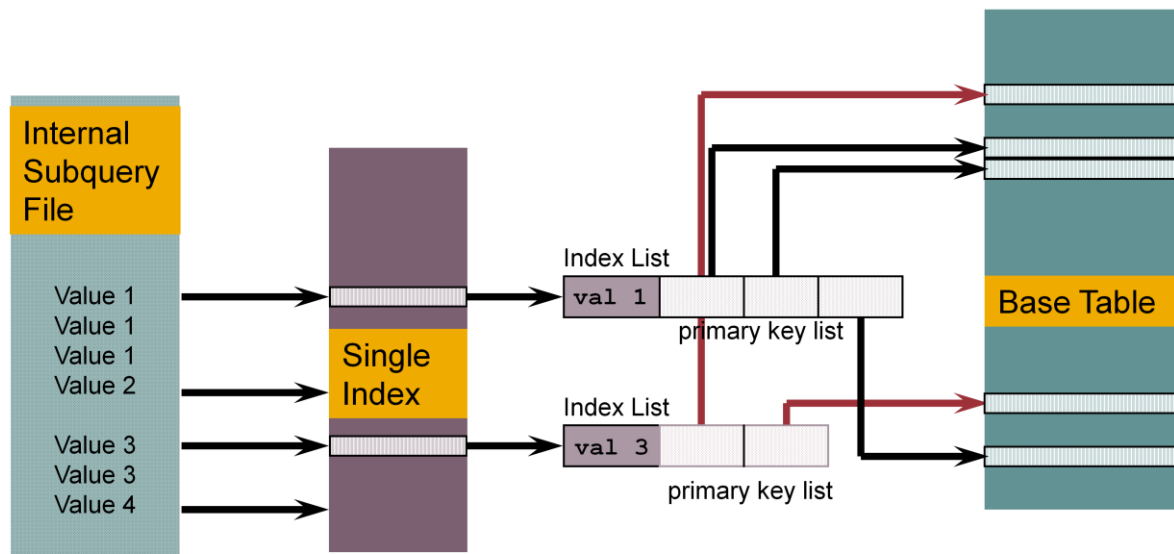 Internal
Subquery
File
Value 1
Value 1
Value 1
Value 2
Value 3
Value 3
Value 4
Single
Index
Index List
val 1
primary key list
Index List
val 3
primary key list
Base Table